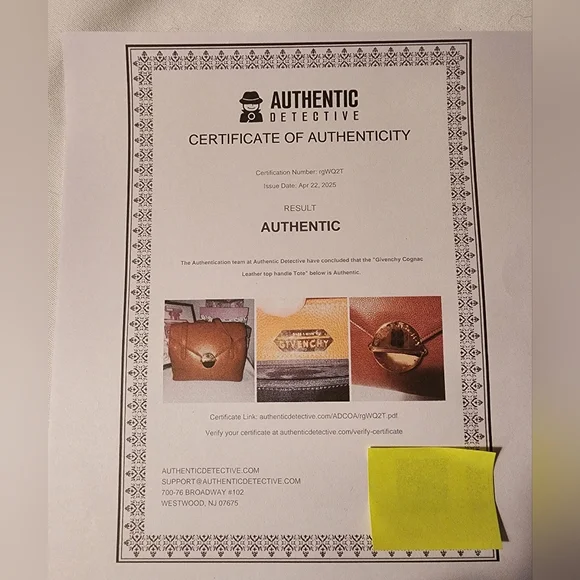 AUTHENTIC
DETECTIVE
CERTIFICATE OF AUTHENTICITY
Certification Number: rgWQ2T
Issue Date: Apr 22, 2025
RESULT
AUTHENTIC
The Authentication team at Authentic Detective have concluded that the "Givenchy Cognac
Leather top handle Tote" below is Authentic.
GIVENCHY
Certificate Link: authenticdetective.com/ADCOA/rgWQ2T.pdf
Verify your certificate at authenticdetective.com/verify-certificate
AUTHENTICDETECTIVE.COM
SUPPORT@AUTHENTICDETECTIVE.COM
700-76 BROADWAY #102
WESTWOOD, NJ 07675